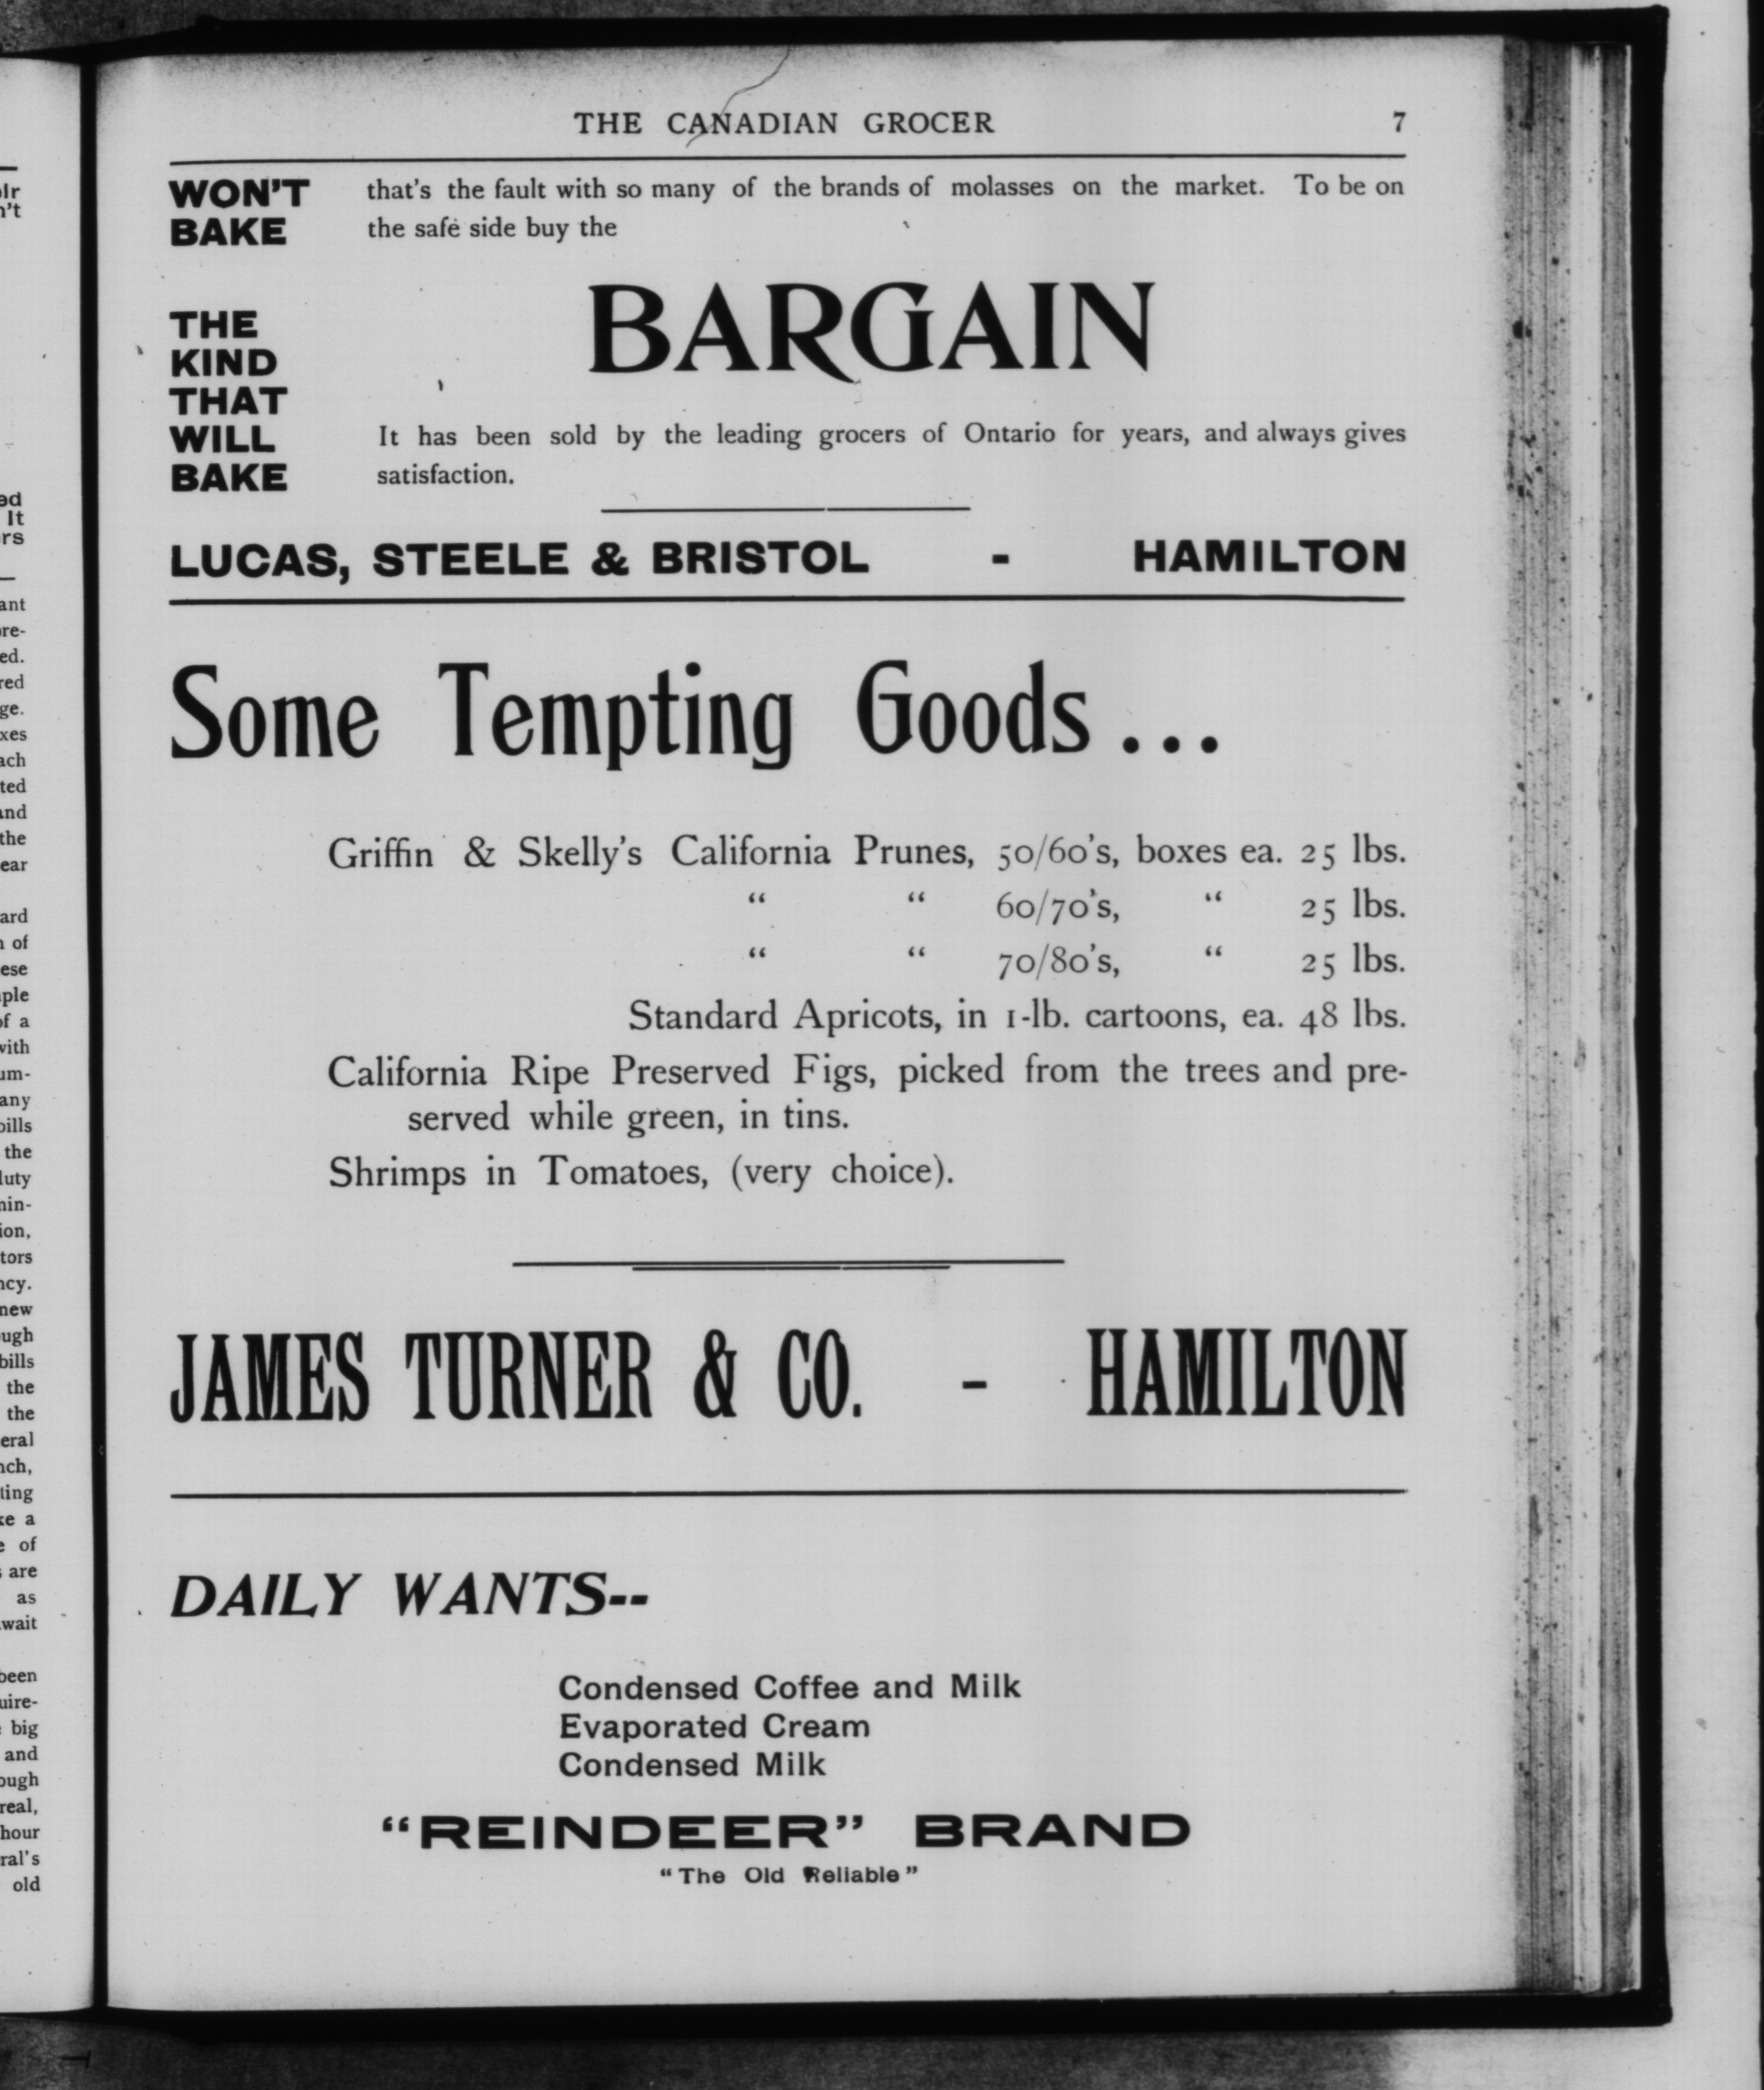 THE CANADIAN GROCER 7
WON'T
BAKE
that's the fault with so many of the brands of molasses on the market. To be on
the safe side buy the
BARGAIN
THE
KIND
THAT
WILL
BAKE
It has been sold by the leading grocers of Ontario for years, and always gives
satisfaction.
LUCAS, STEELE & BRISTOL - HAMILTON
Some Tempting Goods ...
Griffin & Skelly's California Prunes, 50/60's, boxes ea. 25 lbs.
“ “ 60/70's, “ 25 lbs.
“ “ 70/80's, “ 25 lbs.
Standard Apricots, in 1-lb. cartoons, ea. 48 lbs.
California Ripe Preserved Figs, picked from the trees and pre-
served while green, in tins.
Shrimps in Tomatoes, (very choice).
JAMES TURNER & CO. - HAMILTON
DAILY WANTS--
Condensed Coffee and Milk
Evaporated Cream
Condensed Milk
“REINDEER” BRAND
“The Old Reliable”